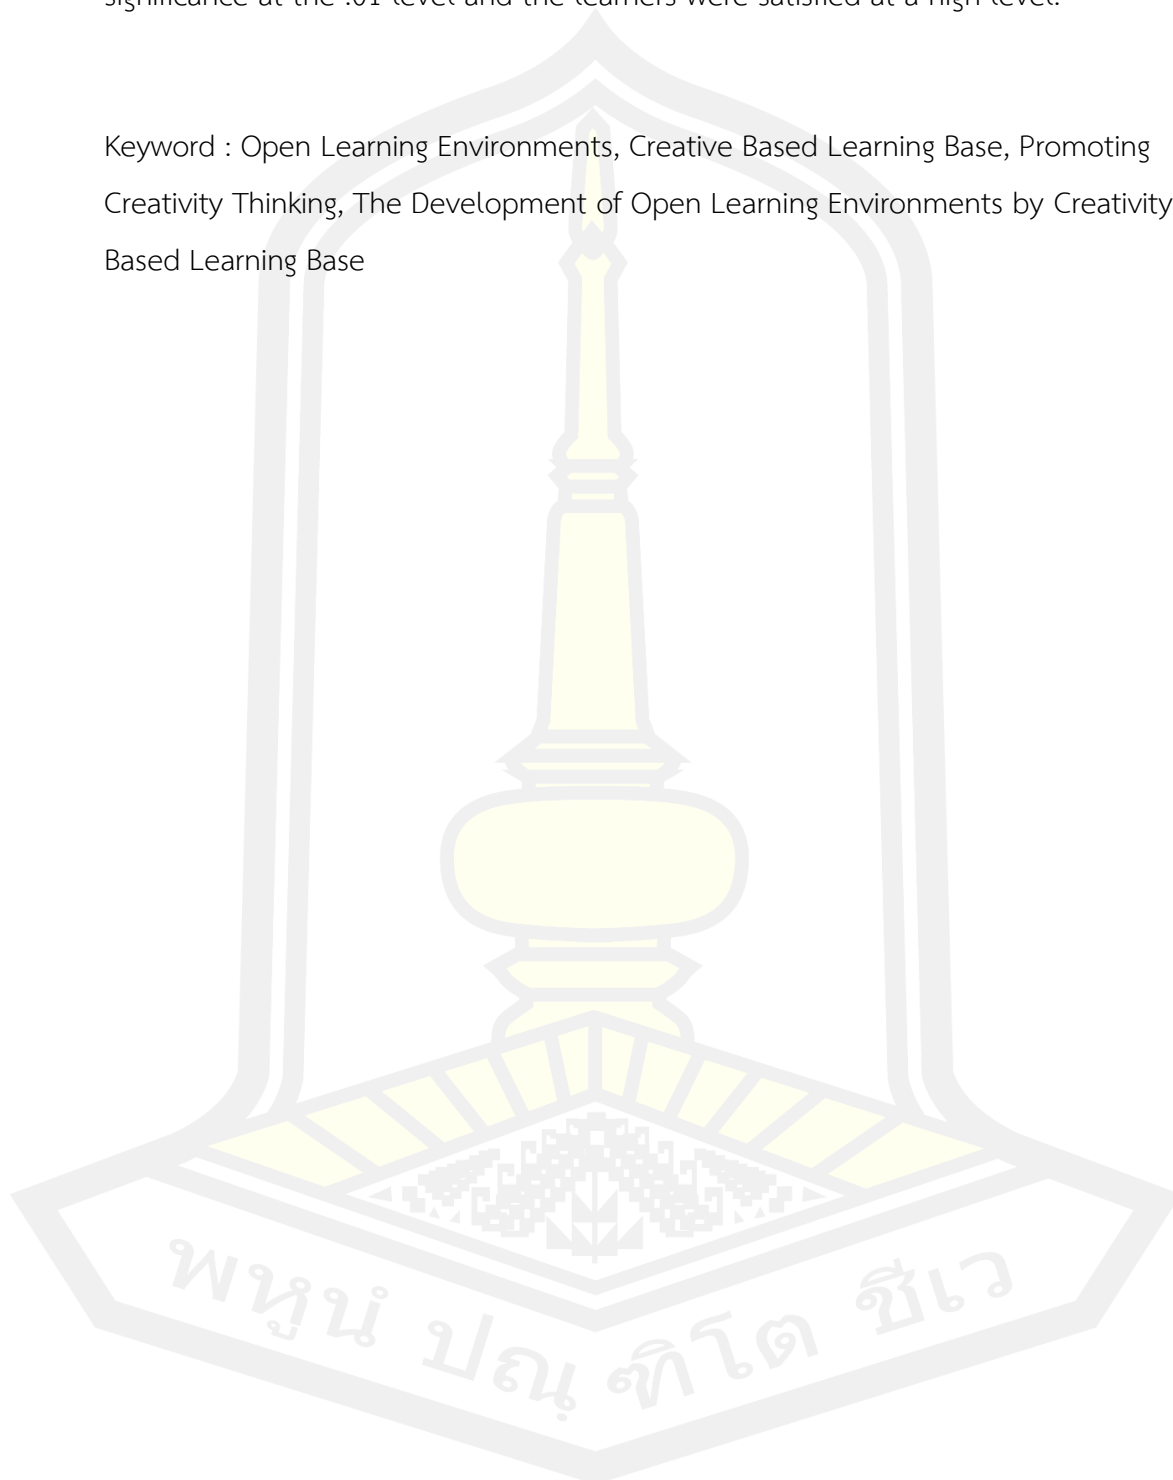 significance at the .01 level and the learners were satisfied at a high level.
Keyword : Open Learning Environments, Creative Based Learning Base, Promoting
Creativity Thinking, The Development of Open Learning Environments by Creativity
Based Learning Base
พหูนํ ปณฺ ฑิโต ชีเว